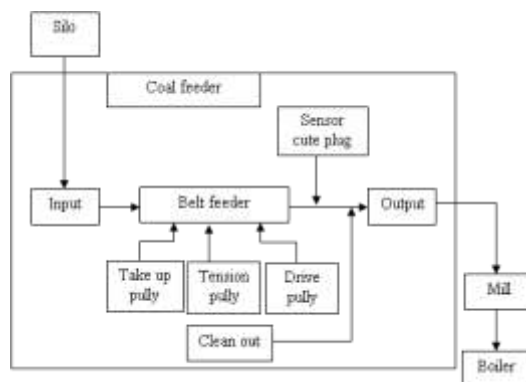 Silo
Coal feeder
Sensor
cute plug
Input
Belt feeder
Output
Take up
pully
Tension
pully
Drive
pully
Mill
Clean out
Boiler